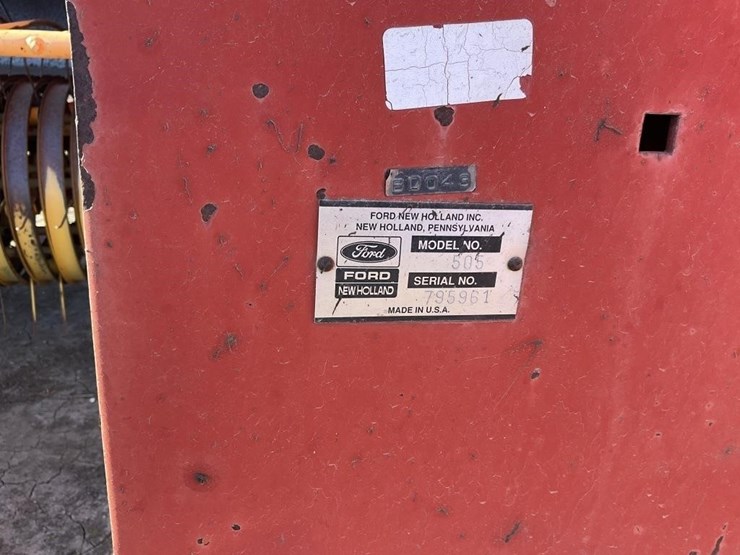 BD049
FORD NEW HOLLAND INC.
NEW HOLLAND, PENNSYLVANIA
Ford
MODEL NO.
505
FORD
NEW HOLLAND
SERIAL NO.
795961
MADE IN U.S.A.